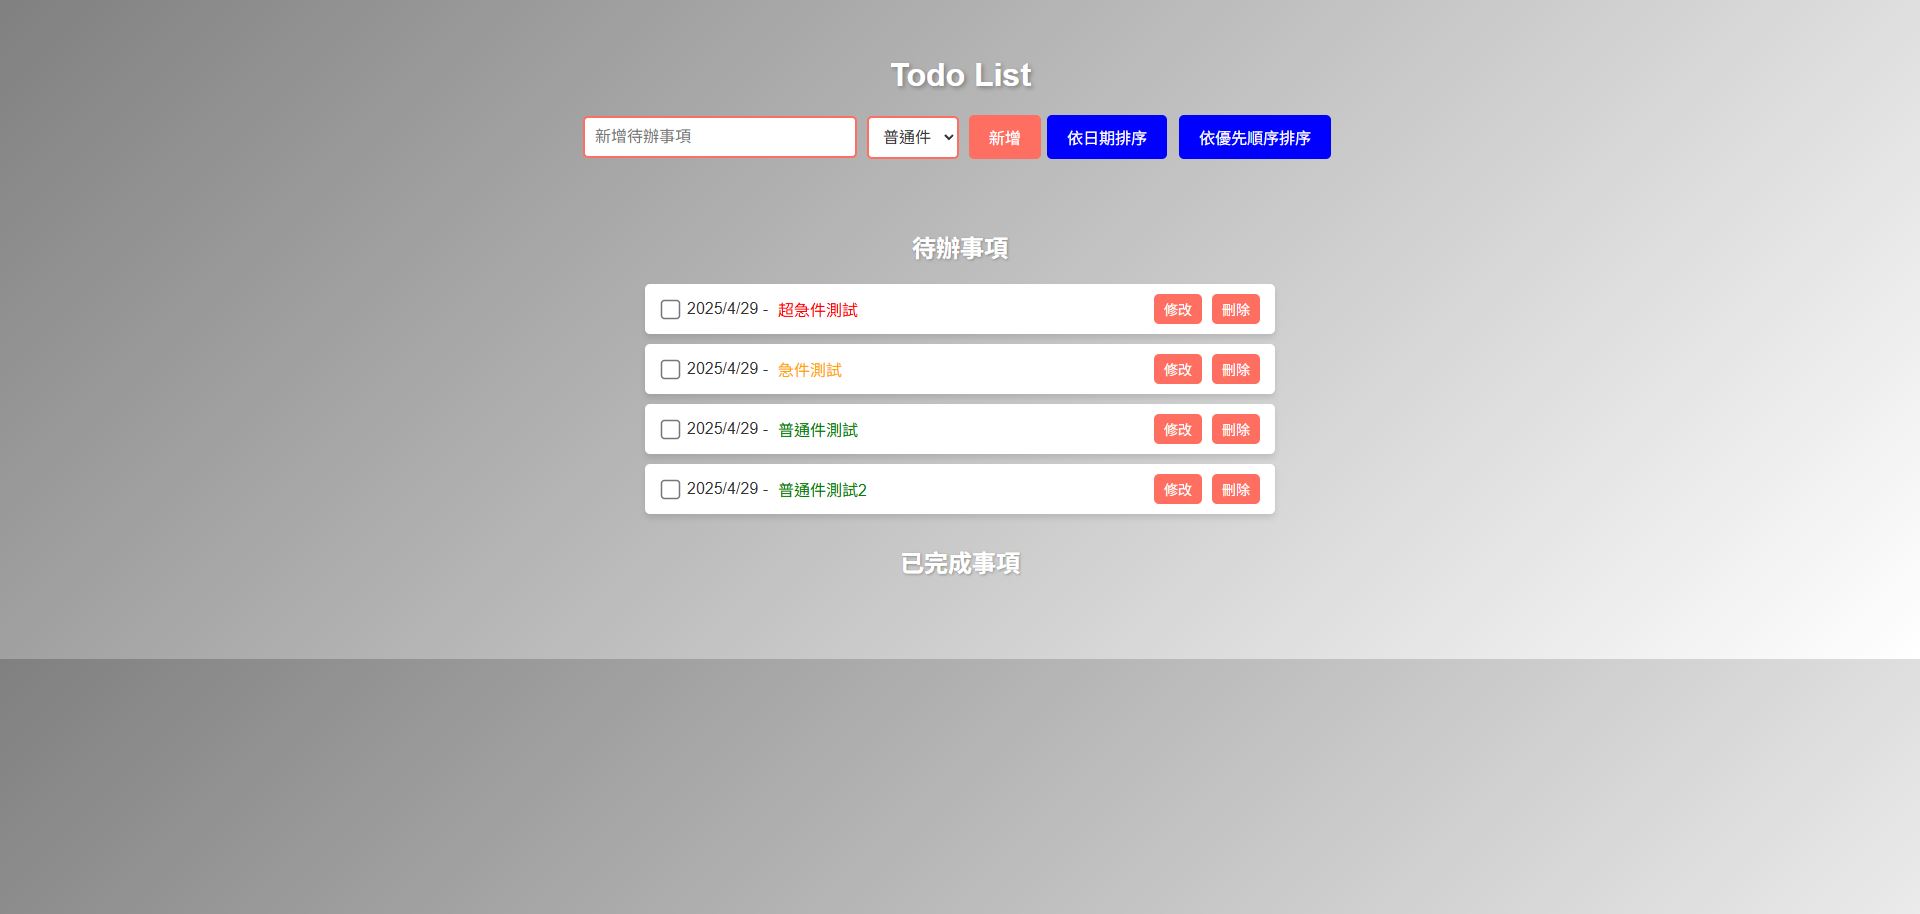 Todo List
新增待辦事項 普通件 新增 依日期排序 依優先順序排序
待辦事項
2025/4/29 - 超急件測試 修改 刪除
2025/4/29 - 急件測試 修改 刪除
2025/4/29 - 普通件測試 修改 刪除
2025/4/29 - 普通件測試2 修改 刪除
已完成事項